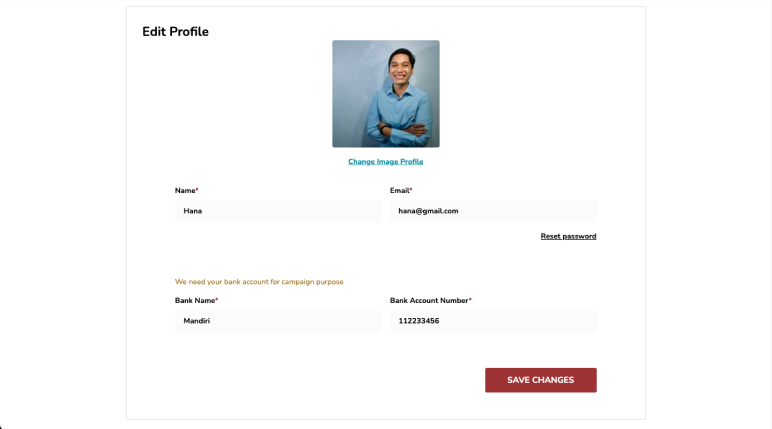 Edit Profile
Change Image Profile
Name* Email*
Hana hana@gmail.com
Reset password
We need your bank account for campaign purpose
Bank Name* Bank Account Number*
Mandiri 112233456
SAVE CHANGES